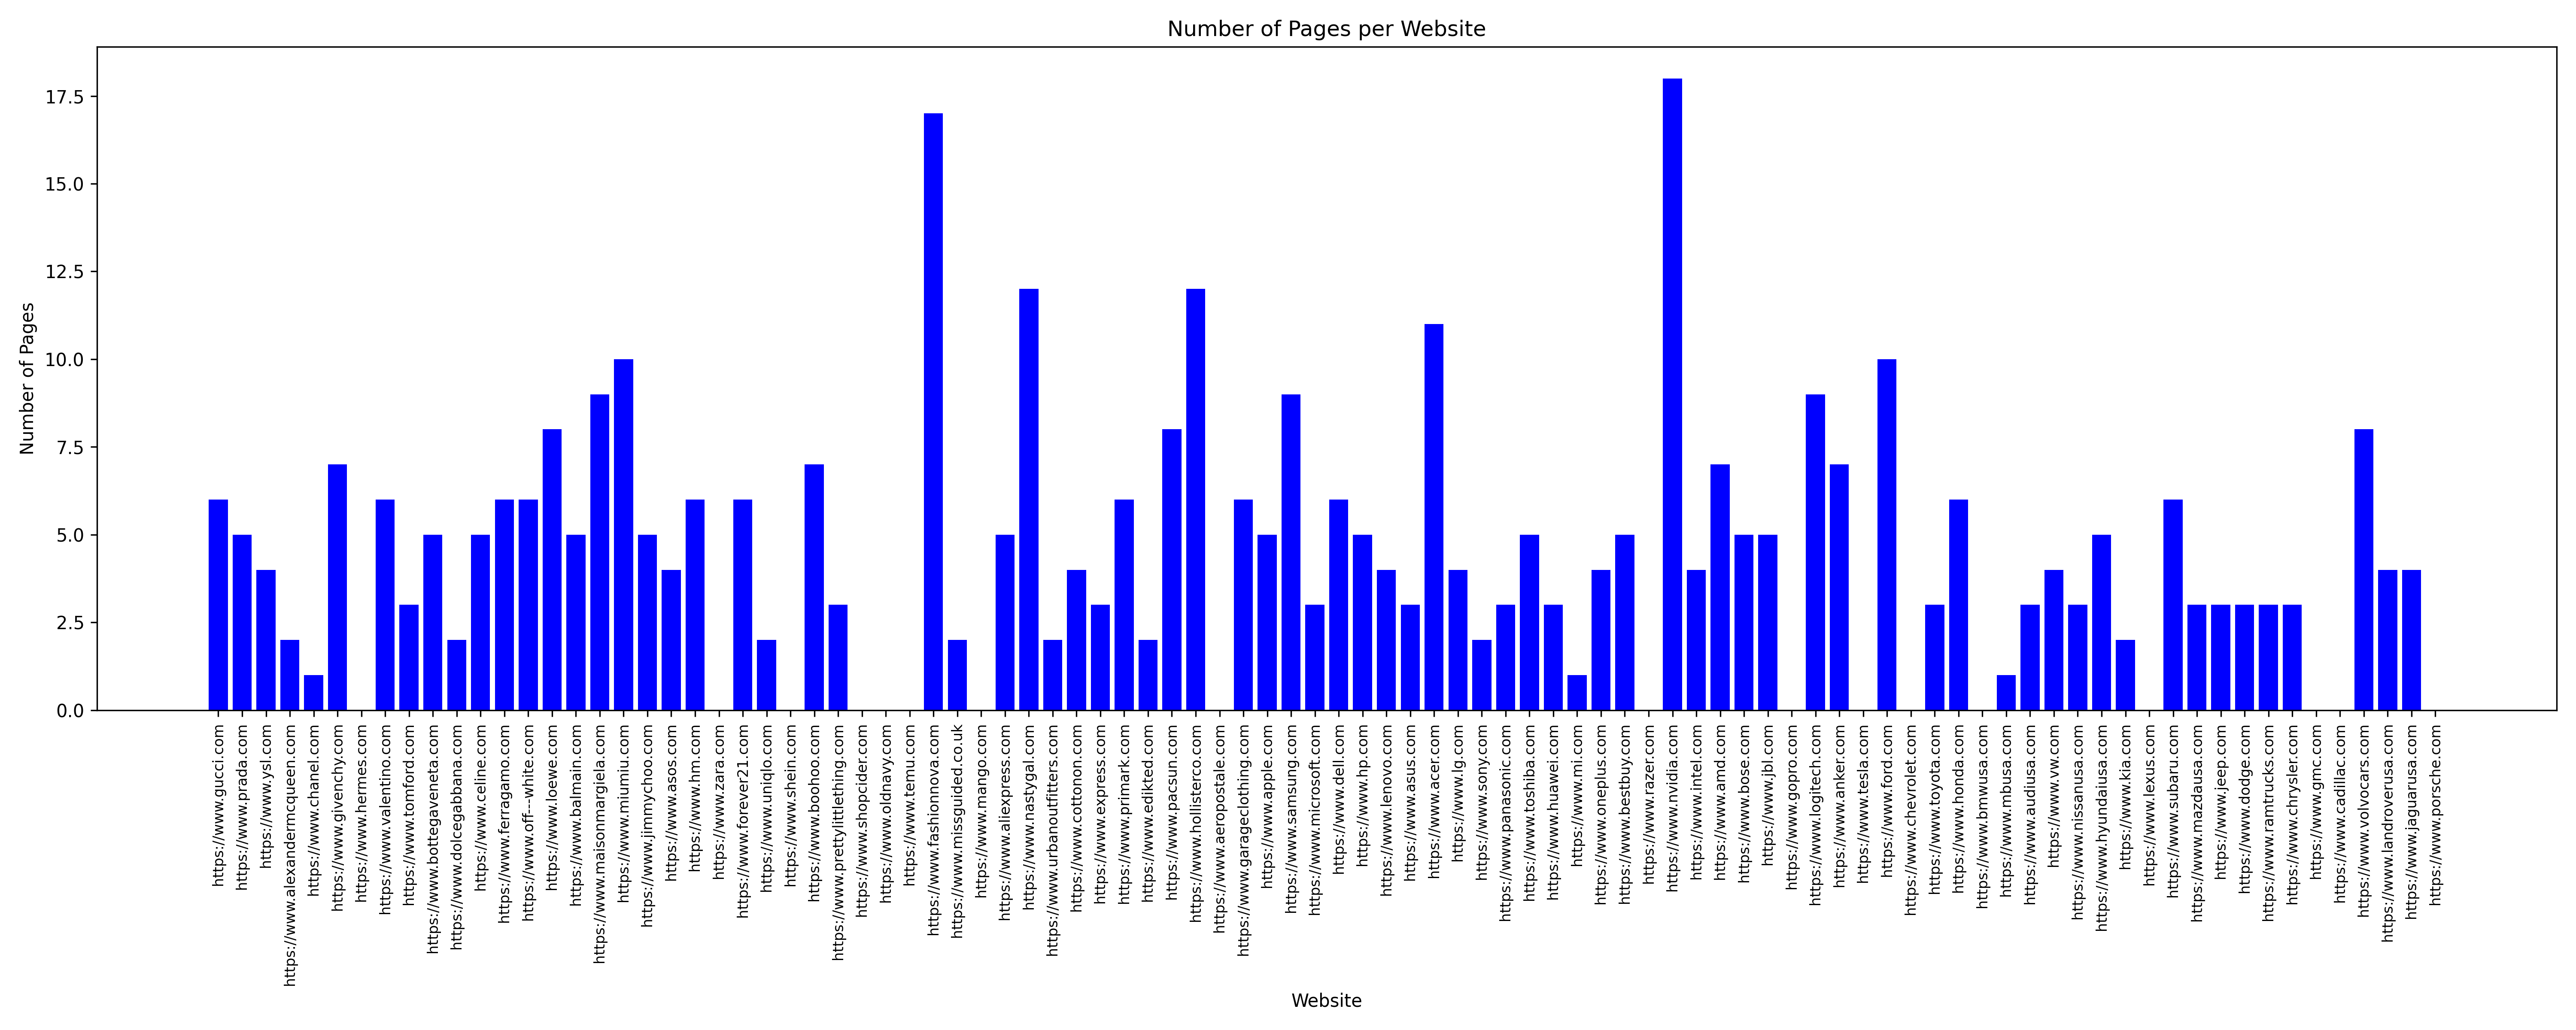 Number of Pages per Website
Number of Pages
17.5
15.0
12.5
10.0
7.5
5.0
2.5
0.0
https://www.gucci.com
https://www.prada.com
https://www.ysl.com
https://www.alexandermcqueen.com
https://www.chanel.com
https://www.givenchy.com
https://www.hermes.com
https://www.valentino.com
https://www.tomford.com
https://www.bottegaveneta.com
https://www.dolcegabbana.com
https://www.celine.com
https://www.ferragamo.com
https://www.off---white.com
https://www.loewe.com
https://www.balmain.com
https://www.maisonmargiela.com
https://www.miumiu.com
https://www.jimmychoo.com
https://www.asos.com
https://www.hm.com
https://www.zara.com
https://www.forever21.com
https://www.uniqlo.com
https://www.shein.com
https://www.boohoo.com
https://www.prettylittlething.com
https://www.shopcider.com
https://www.oldnavy.com
https://www.temu.com
https://www.fashionnova.com
https://www.missguided.co.uk
https://www.mango.com
https://www.aliexpress.com
https://www.nastygal.com
https://www.urbanoutfitters.com
https://www.cottonon.com
https://www.express.com
https://www.primark.com
https://www.edikted.com
https://www.pacsun.com
https://www.hollisterco.com
https://www.aeropostale.com
https://www.garageclothing.com
https://www.apple.com
https://www.samsung.com
https://www.microsoft.com
https://www.dell.com
https://www.hp.com
https://www.lenovo.com
https://www.asus.com
https://www.acer.com
https://www.lg.com
https://www.sony.com
https://www.panasonic.com
https://www.toshiba.com
https://www.huawei.com
https://www.mi.com
https://www.oneplus.com
https://www.bestbuy.com
https://www.razer.com
https://www.nvidia.com
https://www.intel.com
https://www.amd.com
https://www.bose.com
https://www.jbl.com
https://www.gopro.com
https://www.logitech.com
https://www.anker.com
https://www.tesla.com
https://www.ford.com
https://www.chevrolet.com
https://www.toyota.com
https://www.honda.com
https://www.bmwusa.com
https://www.mbusa.com
https://www.audiusa.com
https://www.vw.com
https://www.nissanusa.com
https://www.hyundaiusa.com
https://www.kia.com
https://www.lexus.com
https://www.subaru.com
https://www.mazdausa.com
https://www.jeep.com
https://www.dodge.com
https://www.ramtrucks.com
https://www.chrysler.com
https://www.gmc.com
https://www.cadillac.com
https://www.volvocars.com
https://www.landroverusa.com
https://www.jaguarusa.com
https://www.porsche.com
Website